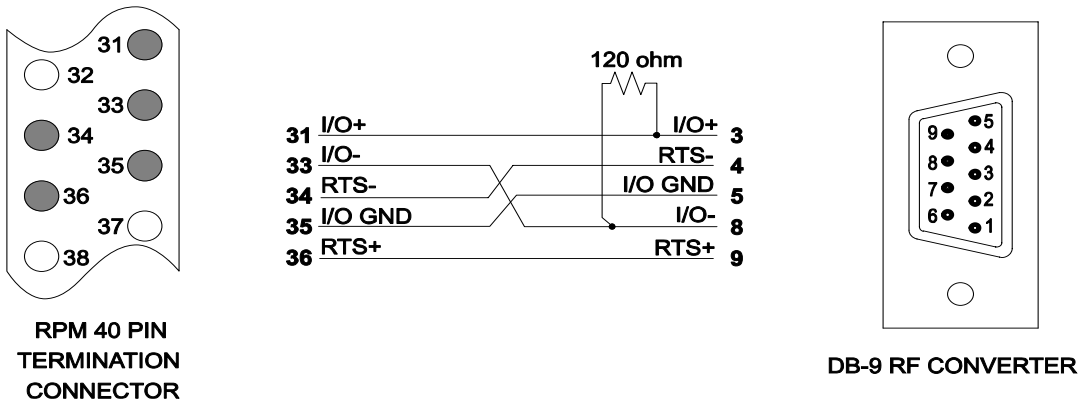 31
32
33
34
35
36
37
38
RPM 40 PIN
TERMINATION
CONNECTOR
120 ohm
31 I/O+ I/O+ 3
33 I/O- RTS- 4
34 RTS- I/O GND 5
35 I/O GND I/O- 8
36 RTS+ RTS+ 9
5
9
4
8
3
7
2
6
1
DB-9 RF CONVERTER